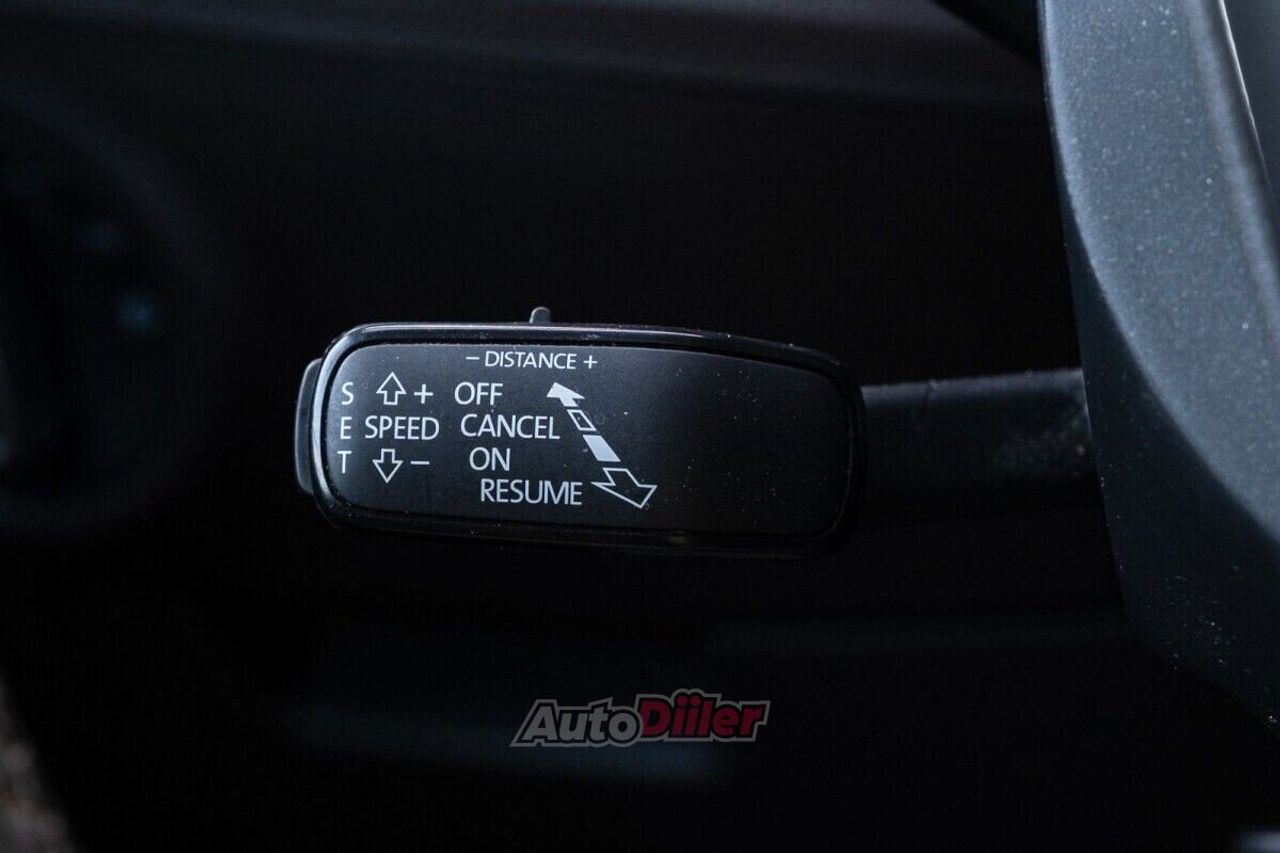 – DISTANCE +
S + OFF
E SPEED CANCEL
T – ON
RESUME
AutoDiiler